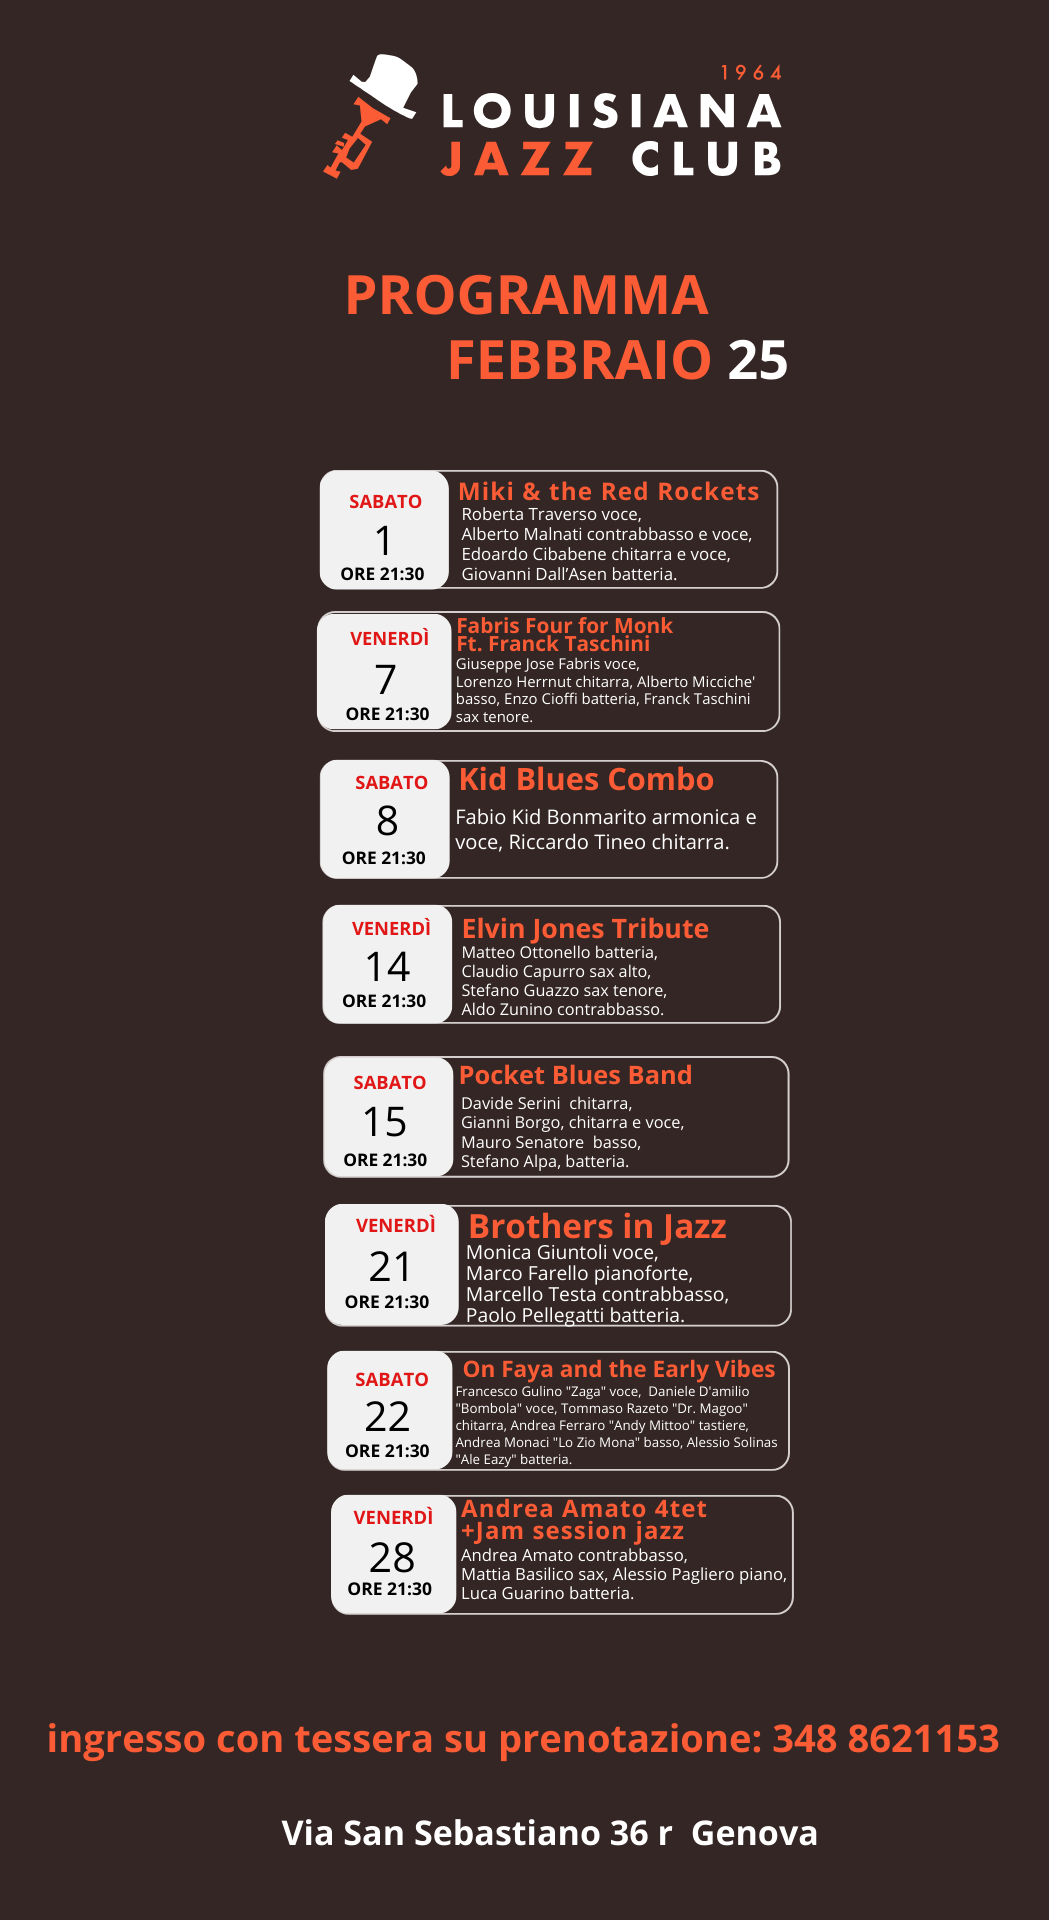 1964
LOUISIANA
JAZZ CLUB
PROGRAMMA
FEBBRAIO 25
SABATO
1
ORE 21:30
Miki & the Red Rockets
Roberta Traverso voce,
Alberto Malnati contrabbasso e voce,
Edoardo Cibabene chitarra e voce,
Giovanni Dall’Asen batteria.
VENERDÌ
7
ORE 21:30
Fabris Four for Monk
Ft. Franck Taschini
Giuseppe Jose Fabris voce,
Lorenzo Herrnut chitarra, Alberto Micciche'
basso, Enzo Cioffi batteria, Franck Taschini
sax tenore.
SABATO
8
ORE 21:30
Kid Blues Combo
Fabio Kid Bonmarito armonica e
voce, Riccardo Tineo chitarra.
VENERDÌ
14
ORE 21:30
Elvin Jones Tribute
Matteo Ottonello batteria,
Claudio Capurro sax alto,
Stefano Guazzo sax tenore,
Aldo Zunino contrabbasso.
SABATO
15
ORE 21:30
Pocket Blues Band
Davide Serini  chitarra,
Gianni Borgo, chitarra e voce,
Mauro Senatore  basso,
Stefano Alpa, batteria.
VENERDÌ
21
ORE 21:30
Brothers in Jazz
Monica Giuntoli voce,
Marco Farello pianoforte,
Marcello Testa contrabbasso,
Paolo Pellegatti batteria.
SABATO
22
ORE 21:30
On Faya and the Early Vibes
Francesco Gulino "Zaga" voce,  Daniele D'amilio
"Bombola" voce, Tommaso Razeto "Dr. Magoo"
chitarra, Andrea Ferraro "Andy Mittoo" tastiere,
Andrea Monaci "Lo Zio Mona" basso, Alessio Solinas
"Ale Eazy" batteria.
VENERDÌ
28
ORE 21:30
Andrea Amato 4tet
+Jam session jazz
Andrea Amato contrabbasso,
Mattia Basilico sax, Alessio Pagliero piano,
Luca Guarino batteria.
ingresso con tessera su prenotazione: 348 8621153
Via San Sebastiano 36 r  Genova